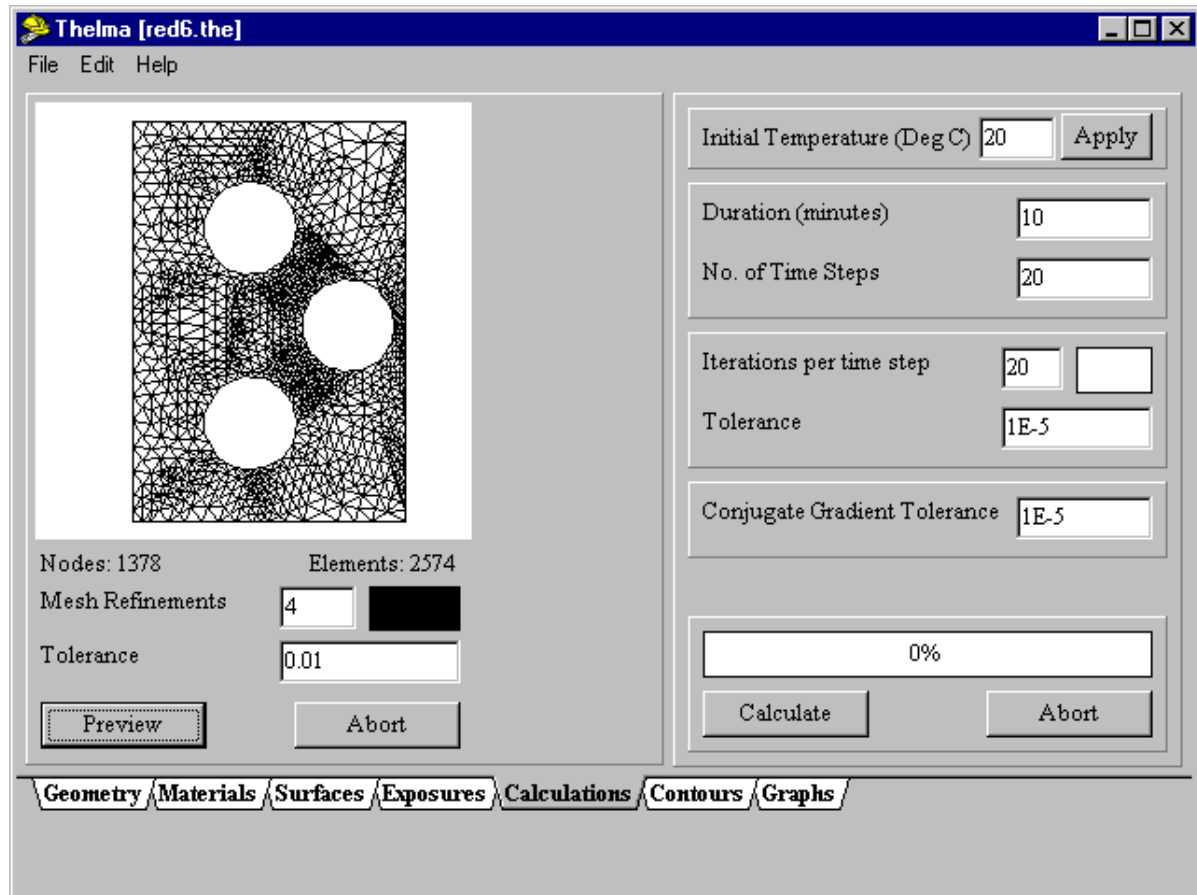 Thelma [red6.the]
File Edit Help
Nodes: 1378 Elements: 2574
Mesh Refinements 4
Tolerance 0.01
Preview Abort
Initial Temperature (Deg C) 20 Apply
Duration (minutes) 10
No. of Time Steps 20
Iterations per time step 20
Tolerance 1E-5
Conjugate Gradient Tolerance 1E-5
0%
Calculate Abort
Geometry Materials Surfaces Exposures Calculations Contours Graphs